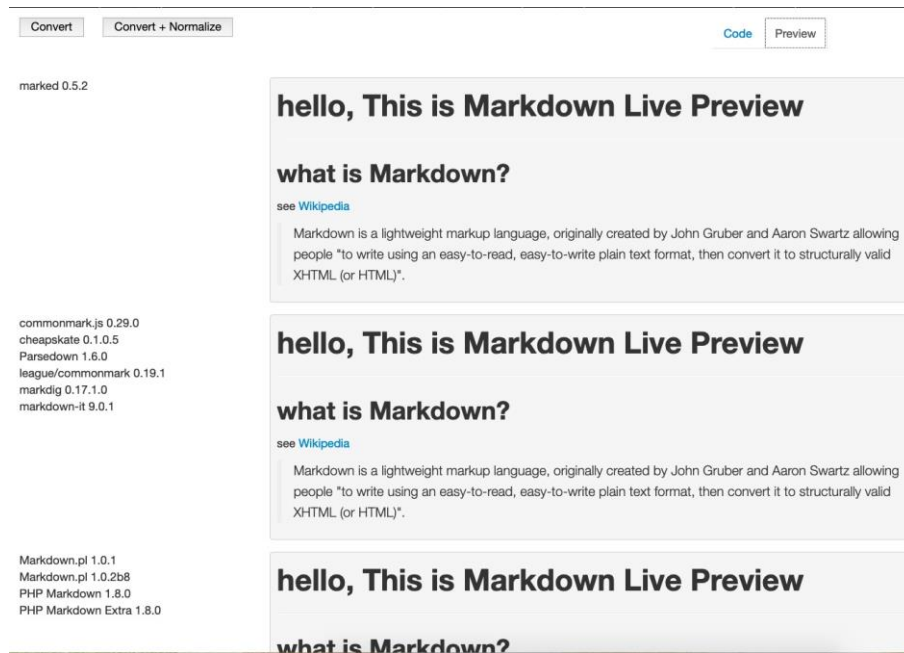 Convert Convert + Normalize Code Preview
marked 0.5.2
hello, This is Markdown Live Preview
what is Markdown?
see Wikipedia
Markdown is a lightweight markup language, originally created by John Gruber and Aaron Swartz allowing
people "to write using an easy-to-read, easy-to-write plain text format, then convert it to structurally valid
XHTML (or HTML)".
commonmark.js 0.29.0
cheapskate 0.1.0.5
Parsedown 1.6.0
league/commonmark 0.19.1
markdig 0.17.1.0
markdown-it 9.0.1
hello, This is Markdown Live Preview
what is Markdown?
see Wikipedia
Markdown is a lightweight markup language, originally created by John Gruber and Aaron Swartz allowing
people "to write using an easy-to-read, easy-to-write plain text format, then convert it to structurally valid
XHTML (or HTML)".
Markdown.pl 1.0.1
Markdown.pl 1.0.2b8
PHP Markdown 1.8.0
PHP Markdown Extra 1.8.0
hello, This is Markdown Live Preview
what is Markdown?